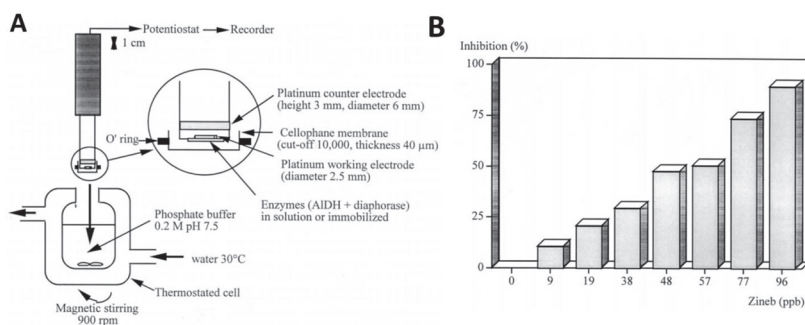 A
Potentiostat
Recorder
1 cm
Platinum counter electrode
(height 3 mm, diameter 6 mm)
O' ring
Cellophane membrane
(cut-off 10,000, thickness 40 µm)
Platinum working electrode
(diameter 2.5 mm)
Enzymes (AlDH + diaphorase)
in solution or immobilized
Phosphate buffer
0.2 M pH 7.5
water 30°C
Thermostated cell
Magnetic stirring
900 rpm
B
Inhibition (%)
100
75
50
25
0
0 9 19 38 48 57 77 96
Zineb (ppb)